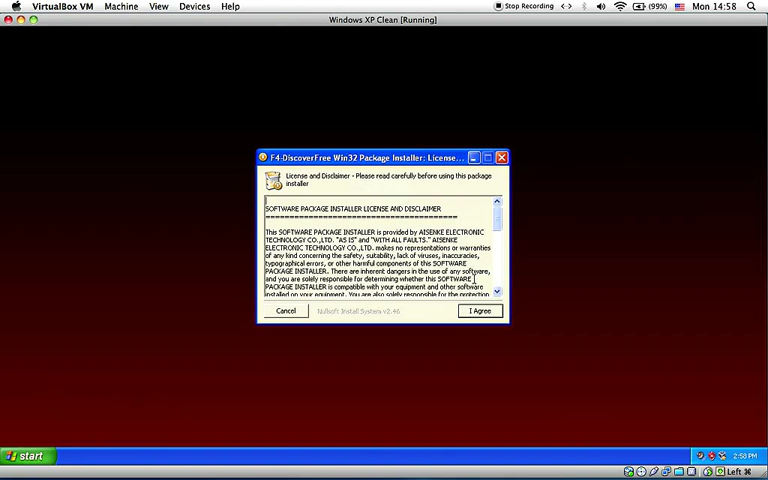 VirtualBox VM Machine View Devices Help Stop Recording (99%) Mon 14:58
Windows XP Clean [Running]
F4-DiscoverFree Win32 Package Installer: License...
License and Disclaimer - Please read carefully before using this package
installer
SOFTWARE PACKAGE INSTALLER LICENSE AND DISCLAIMER
==========================================
This SOFTWARE PACKAGE INSTALLER is provided by AISENKE ELECTRONIC
TECHNOLOGY CO.,LTD. "AS IS" and "WITH ALL FAULTS." AISENKE
ELECTRONIC TECHNOLOGY CO.,LTD. makes no representations or warranties
of any kind concerning the safety, suitability, lack of viruses, inaccuracies,
typographical errors, or other harmful components of this SOFTWARE
PACKAGE INSTALLER. There are inherent dangers in the use of any software,
and you are solely responsible for determining whether this SOFTWARE
PACKAGE INSTALLER is compatible with your equipment and other software
installed on your equipment. You are also solely responsible for the protection
Cancel Nullsoft Install System v2.46 I Agree
start 2:58 PM
Left ⌘